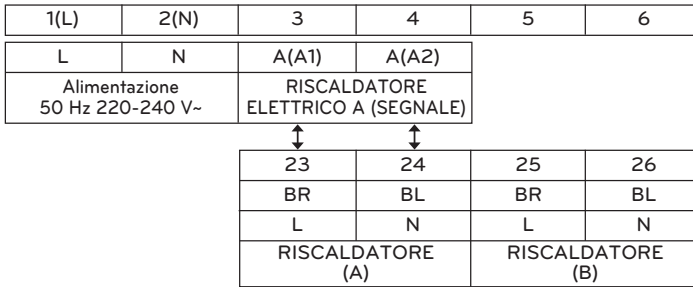 1(L) 2(N) 3 4 5 6
L N A(A1) A(A2)
Alimentazione
50 Hz 220-240 V~
RISCALDATORE
ELETTRICO A (SEGNALE)
23 24 25 26
BR BL BR BL
L N L N
RISCALDATORE
(A)
RISCALDATORE
(B)